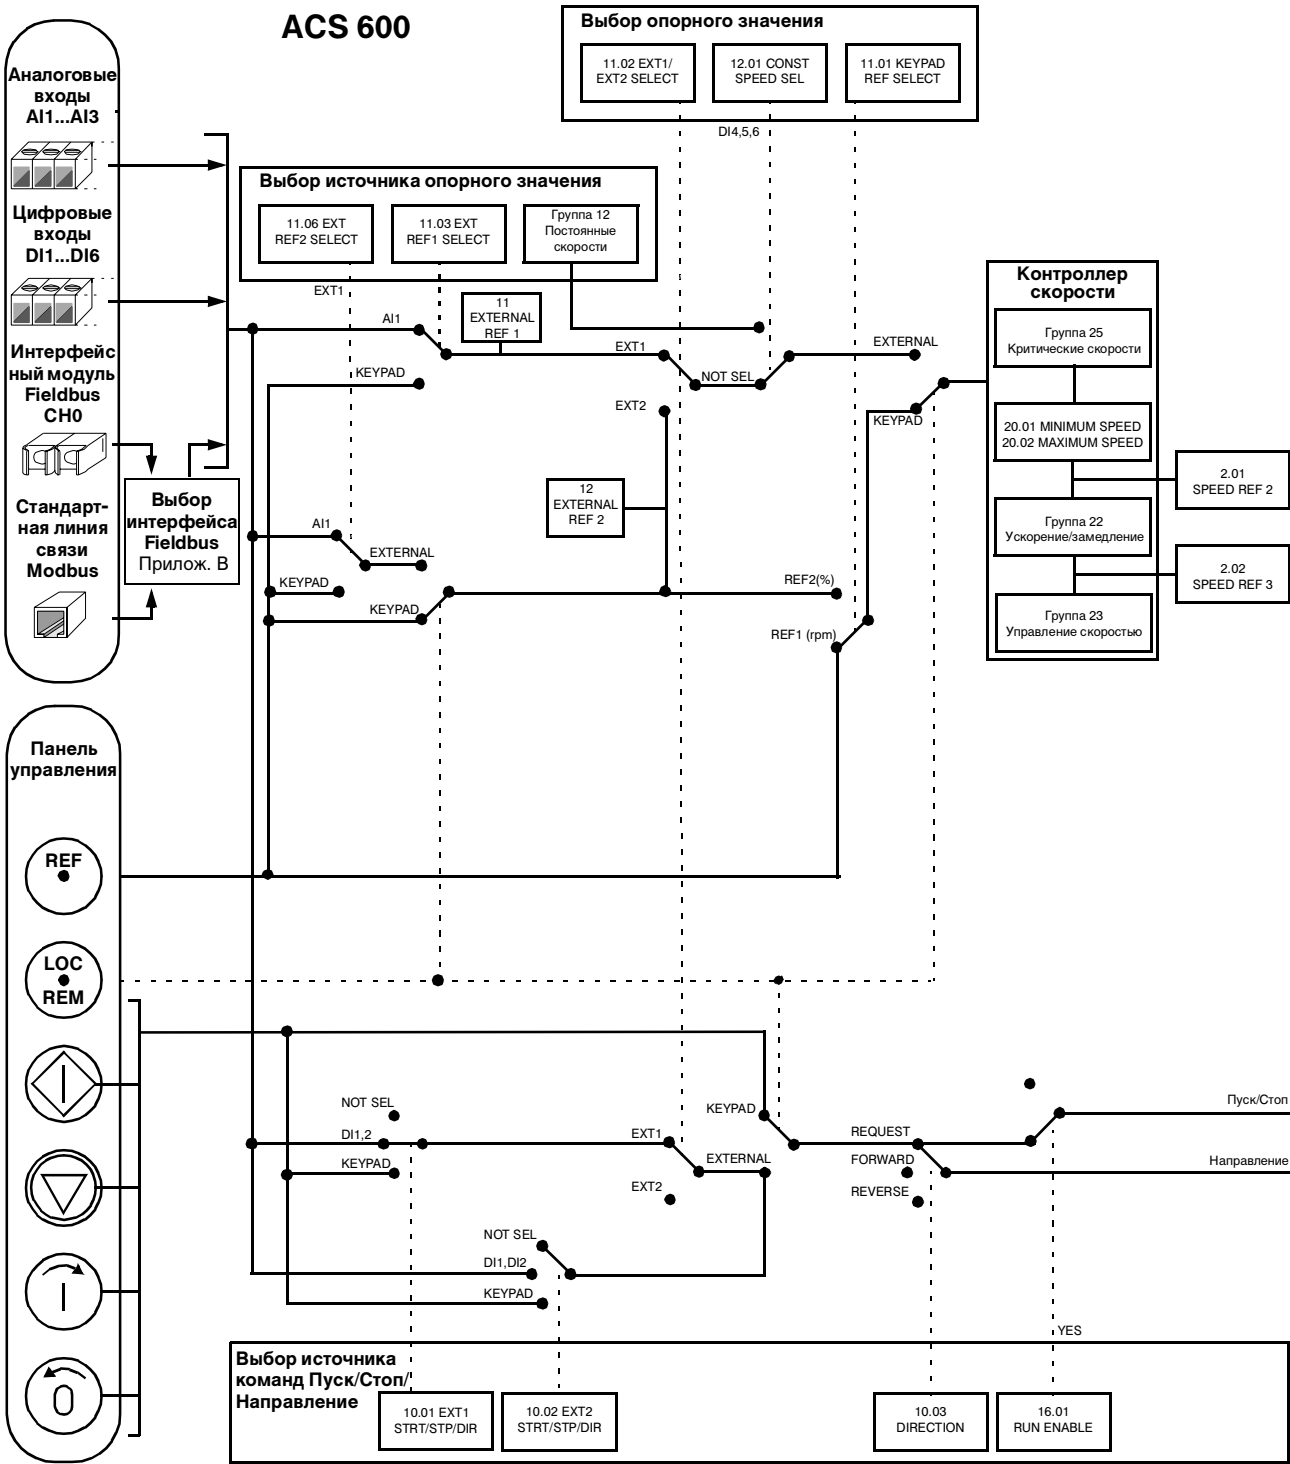 ACS 600
Выбор опорного значения
11.02 EXT1/
EXT2 SELECT
12.01 CONST
SPEED SEL
11.01 KEYPAD
REF SELECT
DI4,5,6
Аналоговые
входы
AI1...AI3
Цифровые
входы
DI1...DI6
Интерфейс
ный модуль
Fieldbus
CH0
Стандарт-
ная линия
связи
Modbus
Выбор
интерфейса
Fieldbus
Прилож. В
Выбор источника опорного значения
11.06 EXT
REF2 SELECT
11.03 EXT
REF1 SELECT
Группа 12
Постоянные
скорости
EXT1
AI1
11
EXTERNAL
REF 1
KEYPAD
EXT1
NOT SEL
EXT2
EXTERNAL
KEYPAD
12
EXTERNAL
REF 2
AI1
EXTERNAL
KEYPAD
KEYPAD
REF2(%)
REF1 (rpm)
Контроллер
скорости
Группа 25
Критические скорости
20.01 MINIMUM SPEED
20.02 MAXIMUM SPEED
2.01
SPEED REF 2
Группа 22
Ускорение/замедление
2.02
SPEED REF 3
Группа 23
Управление скоростью
Панель
управления
REF
LOC
REM
NOT SEL
DI1,2
KEYPAD
EXT1
EXTERNAL
EXT2
KEYPAD
NOT SEL
DI1,DI2
KEYPAD
REQUEST
FORWARD
REVERSE
Пуск/Стоп
Направление
YES
Выбор источника
команд Пуск/Стоп/
Направление
10.01 EXT1
STRT/STP/DIR
10.02 EXT2
STRT/STP/DIR
10.03
DIRECTION
16.01
RUN ENABLE